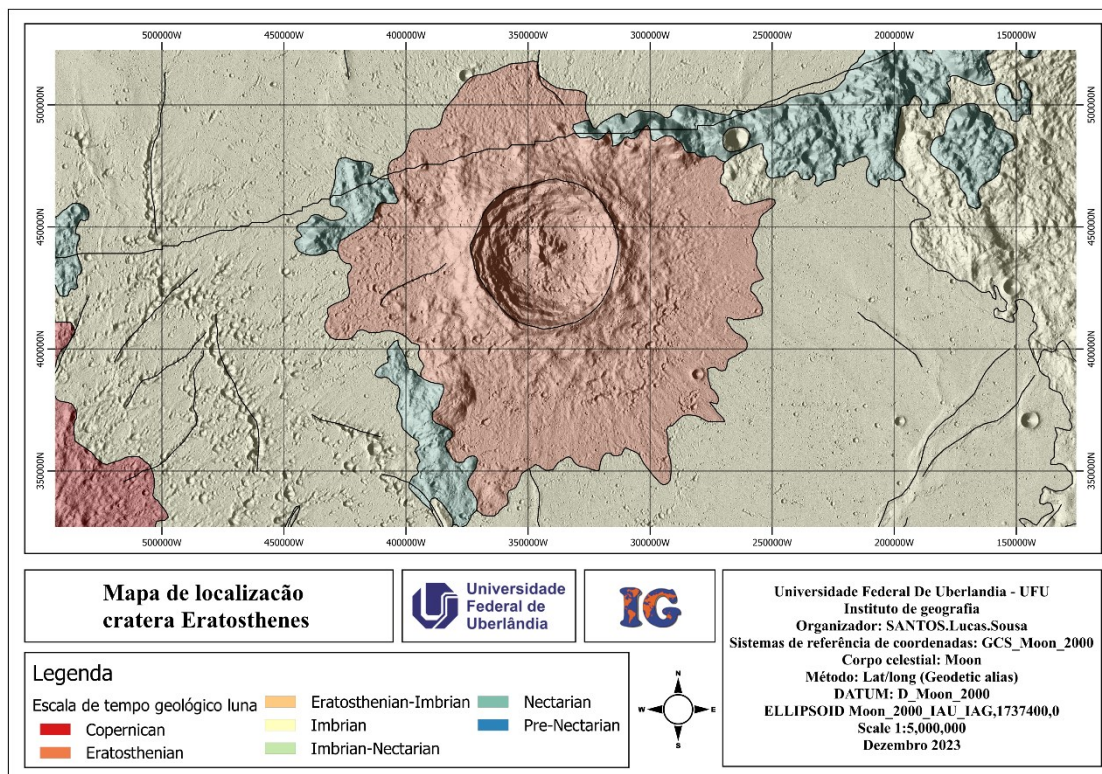 500000W 450000W 400000W 350000W 300000W 250000W 200000W 150000W
500000N 500000N
450000N 450000N
400000N 400000N
350000N 350000N
500000W 450000W 400000W 350000W 300000W 250000W 200000W 150000W
Mapa de localizacão
cratera Eratosthenes
Universidade
Federal de
Uberlândia
IG
Universidade Federal De Uberlandia - UFU
Instituto de geografia
Organizador: SANTOS.Lucas.Sousa
Sistemas de referência de coordenadas: GCS_Moon_2000
Corpo celestial: Moon
Método: Lat/long (Geodetic alias)
DATUM: D_Moon_2000
ELLIPSOID Moon_2000_IAU_IAG,1737400,0
Scale 1:5,000,000
Dezembro 2023
Legenda
Escala de tempo geológico luna
Copernican
Eratosthenian
Eratosthenian-Imbrian
Imbrian
Imbrian-Nectarian
Nectarian
Pre-Nectarian
N
W E
S